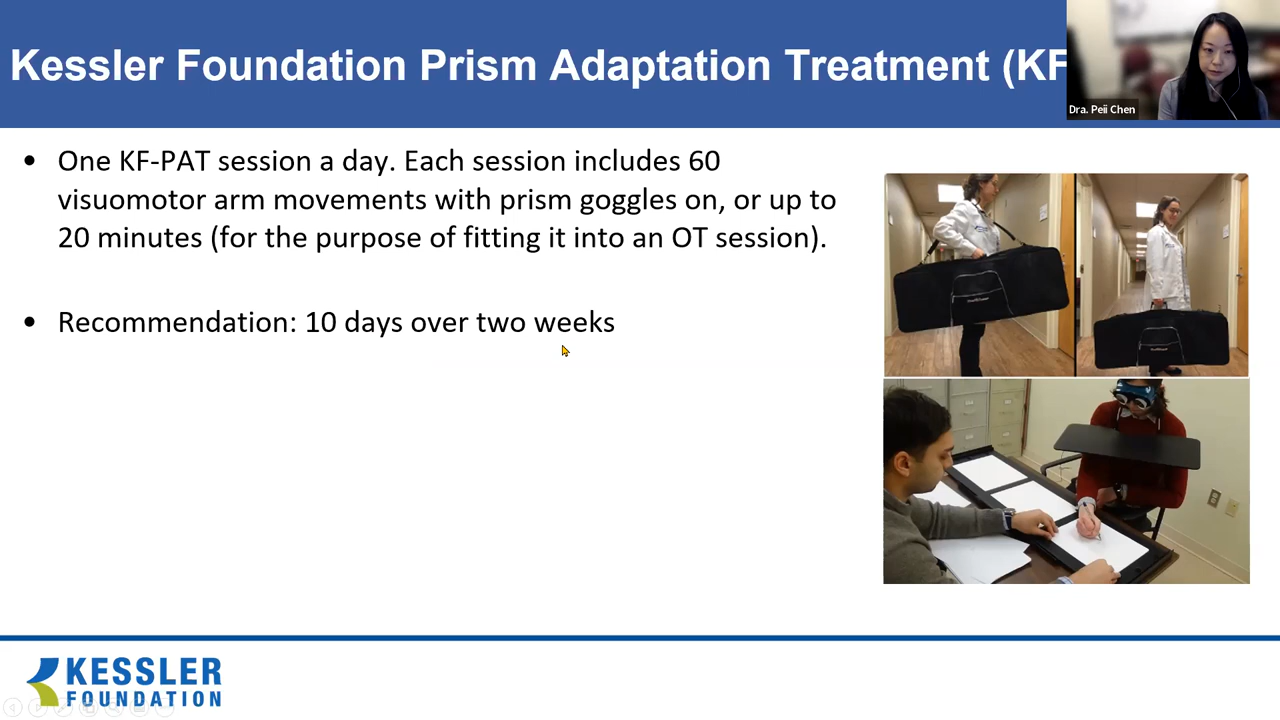 Kessler Foundation Prism Adaptation Treatment (KF
Dra. Peii Chen
• One KF-PAT session a day. Each session includes 60
visuomotor arm movements with prism goggles on, or up to
20 minutes (for the purpose of fitting it into an OT session).
• Recommendation: 10 days over two weeks
KESSLER
FOUNDATION